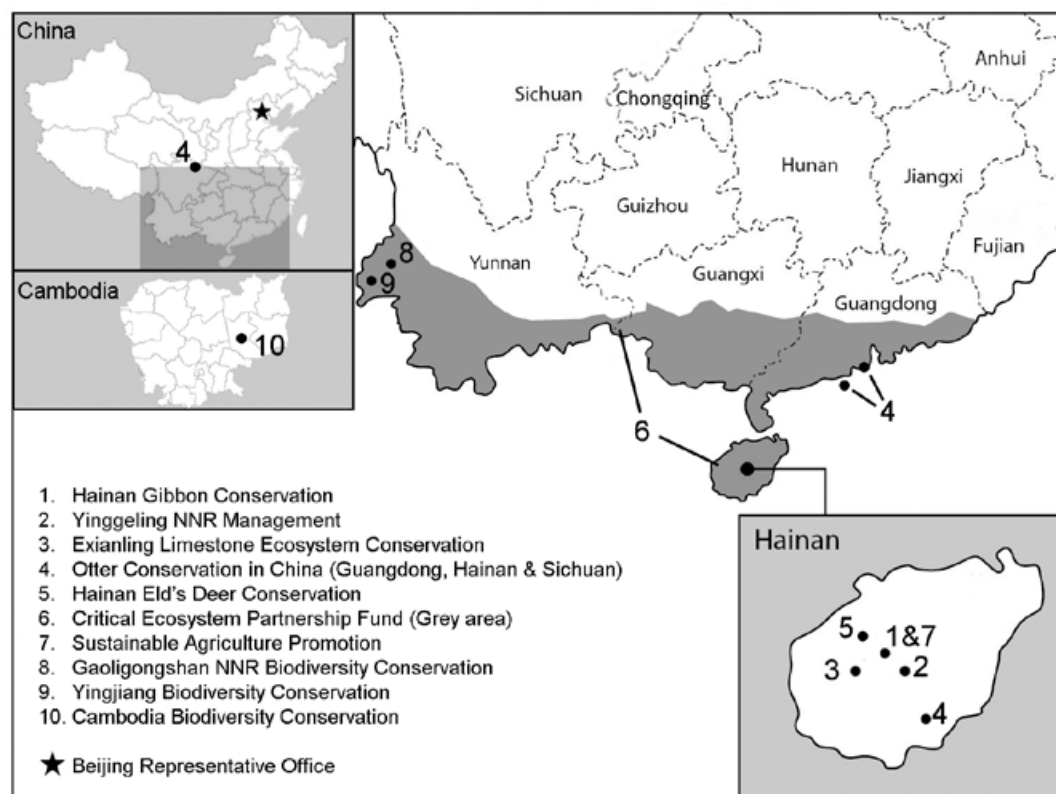 China
4
Cambodia
10
Sichuan
Chongqing
Anhui
Hunan
Jiangxi
Guizhou
Fujian
Yunnan
Guangxi
Guangdong
8
9
4
6
1. Hainan Gibbon Conservation
2. Yinggeling NNR Management
3. Exianling Limestone Ecosystem Conservation
4. Otter Conservation in China (Guangdong, Hainan & Sichuan)
5. Hainan Eld's Deer Conservation
6. Critical Ecosystem Partnership Fund (Grey area)
7. Sustainable Agriculture Promotion
8. Gaoligongshan NNR Biodiversity Conservation
9. Yingjiang Biodiversity Conservation
10. Cambodia Biodiversity Conservation
★ Beijing Representative Office
Hainan
5
1&7
3
2
4